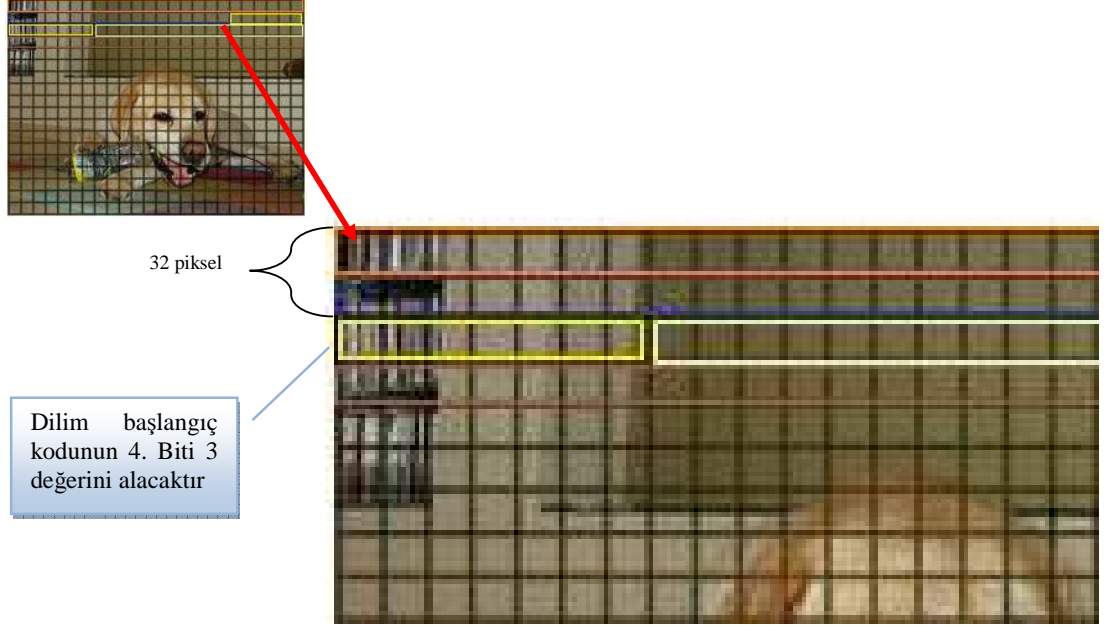 32 piksel
Dilim başlangıç
kodunun 4. Biti 3
değerini alacaktır